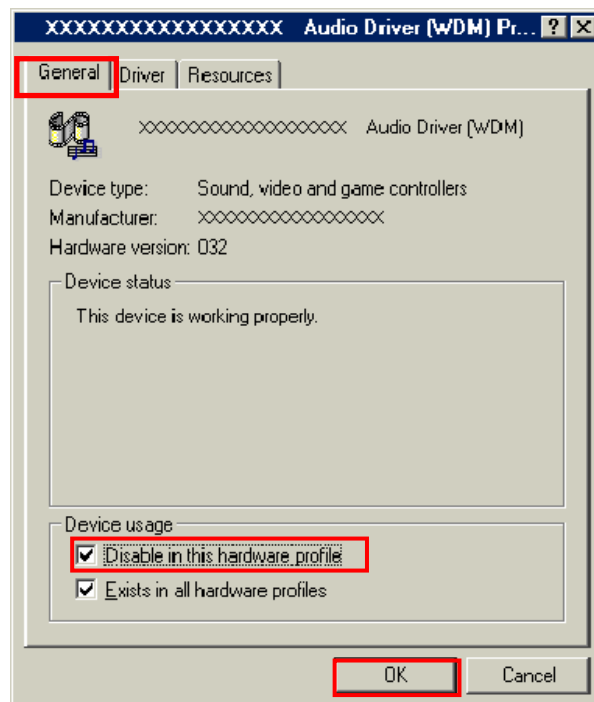 XXXXXXXXXXXXXXXXX Audio Driver (WDM) Pr... ? X
General Driver Resources
XXXXXXXXXXXXXXXXXXXX Audio Driver (WDM)
Device type: Sound, video and game controllers
Manufacturer: XXXXXXXXXXXXXXXXXX
Hardware version: 032
Device status
This device is working properly.
Device usage
Disable in this hardware profile
Exists in all hardware profiles
OK Cancel